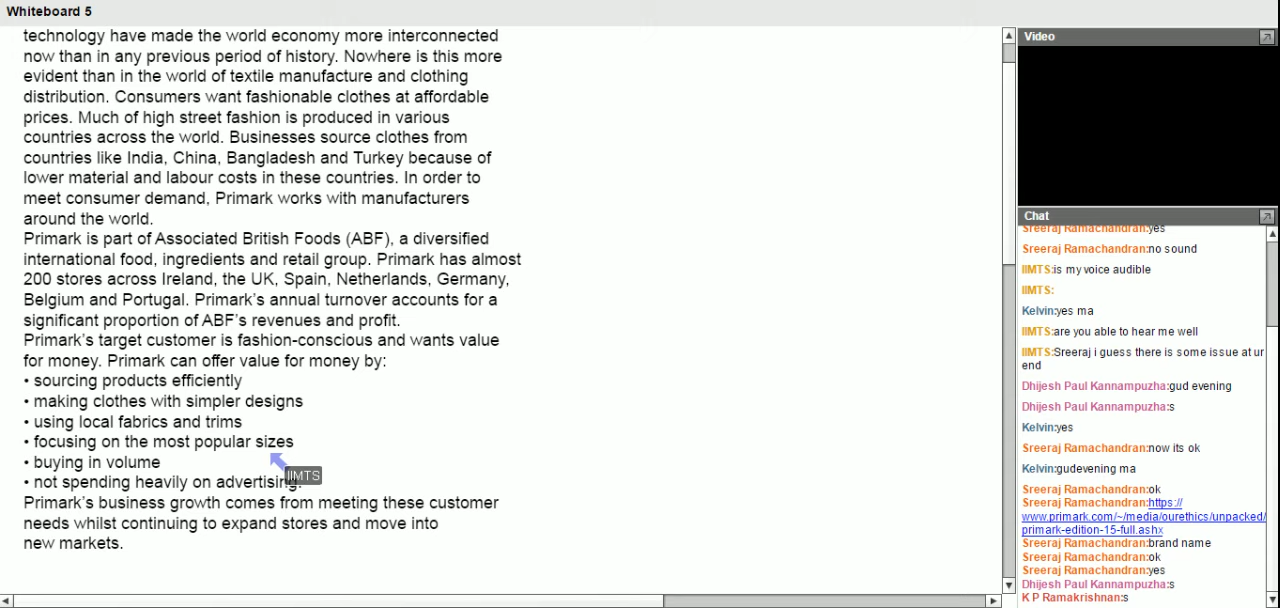 Whiteboard 5
technology have made the world economy more interconnected
now than in any previous period of history. Nowhere is this more
evident than in the world of textile manufacture and clothing
distribution. Consumers want fashionable clothes at affordable
prices. Much of high street fashion is produced in various
countries across the world. Businesses source clothes from
countries like India, China, Bangladesh and Turkey because of
lower material and labour costs in these countries. In order to
meet consumer demand, Primark works with manufacturers
around the world.
Primark is part of Associated British Foods (ABF), a diversified
international food, ingredients and retail group. Primark has almost
200 stores across Ireland, the UK, Spain, Netherlands, Germany,
Belgium and Portugal. Primark's annual turnover accounts for a
significant proportion of ABF's revenues and profit.
Primark's target customer is fashion-conscious and wants value
for money. Primark can offer value for money by:
• sourcing products efficiently
• making clothes with simpler designs
• using local fabrics and trims
• focusing on the most popular sizes
• buying in volume
• not spending heavily on advertising.
IIMTS
Primark's business growth comes from meeting these customer
needs whilst continuing to expand stores and move into
new markets.
Video
Chat
Sreeraj Ramachandran:yes
Sreeraj Ramachandran:no sound
IIMTS:is my voice audible
IIMTS:
Kelvin:yes ma
IIMTS:are you able to hear me well
IIMTS:Sreeraj i guess there is some issue at ur
end
Dhijesh Paul Kannampuzha:gud evening
Dhijesh Paul Kannampuzha:s
Kelvin:yes
Sreeraj Ramachandran:now its ok
Kelvin:gudevening ma
Sreeraj Ramachandran:ok
Sreeraj Ramachandran:https://
www.primark.com/~/media/ourethics/unpacked/
primark-edition-15-full.ashx
Sreeraj Ramachandran:brand name
Sreeraj Ramachandran:ok
Sreeraj Ramachandran:yes
Dhijesh Paul Kannampuzha:s
K P Ramakrishnan:s